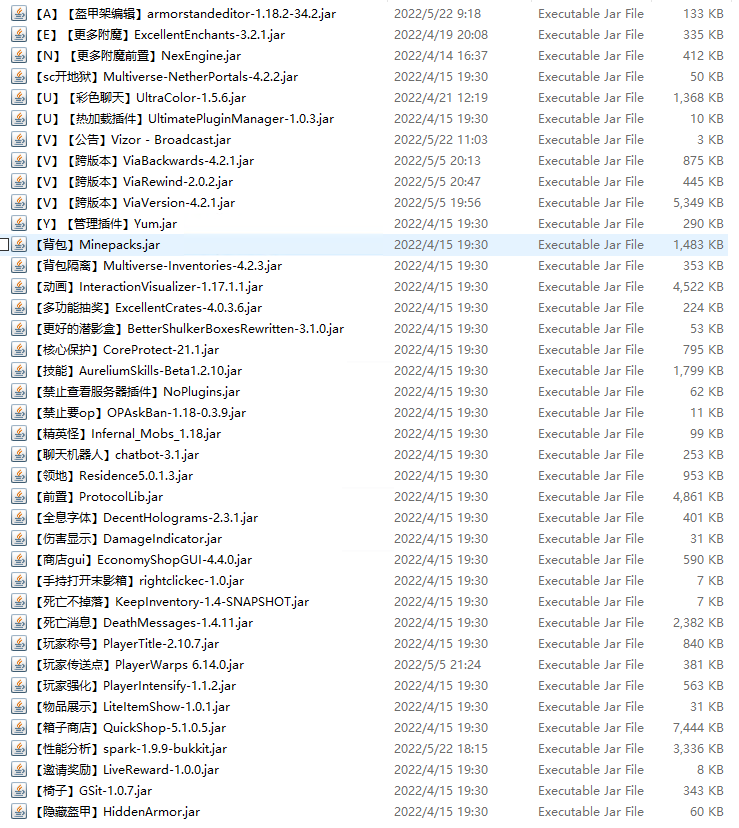 【A】【盔甲架编辑】armorstandeditor-1.18.2-34.2.jar 2022/5/22 9:18 Executable Jar File 133 KB
【E】【更多附魔】ExcellentEnchants-3.2.1.jar 2022/4/19 20:08 Executable Jar File 335 KB
【N】【更多附魔前置】NexEngine.jar 2022/4/14 16:37 Executable Jar File 412 KB
【sc开地狱】Multiverse-NetherPortals-4.2.2.jar 2022/4/15 19:30 Executable Jar File 50 KB
【U】【彩色聊天】UltraColor-1.5.6.jar 2022/4/21 12:19 Executable Jar File 1,368 KB
【U】【热加载插件】UltimatePluginManager-1.0.3.jar 2022/4/15 19:30 Executable Jar File 10 KB
【V】【公告】Vizor - Broadcast.jar 2022/5/22 11:03 Executable Jar File 3 KB
【V】【跨版本】ViaBackwards-4.2.1.jar 2022/5/5 20:13 Executable Jar File 875 KB
【V】【跨版本】ViaRewind-2.0.2.jar 2022/5/5 20:47 Executable Jar File 445 KB
【V】【跨版本】ViaVersion-4.2.1.jar 2022/5/5 19:56 Executable Jar File 5,349 KB
【Y】【管理插件】Yum.jar 2022/4/15 19:30 Executable Jar File 290 KB
【背包】Minepacks.jar 2022/4/15 19:30 Executable Jar File 1,483 KB
【背包隔离】Multiverse-Inventories-4.2.3.jar 2022/4/15 19:30 Executable Jar File 353 KB
【动画】InteractionVisualizer-1.17.1.1.jar 2022/4/15 19:30 Executable Jar File 4,522 KB
【多功能抽奖】ExcellentCrates-4.0.3.6.jar 2022/4/15 19:30 Executable Jar File 224 KB
【更好的潜影盒】BetterShulkerBoxesRewritten-3.1.0.jar 2022/4/15 19:30 Executable Jar File 53 KB
【核心保护】CoreProtect-21.1.jar 2022/4/15 19:30 Executable Jar File 795 KB
【技能】AureliumSkills-Beta1.2.10.jar 2022/4/15 19:30 Executable Jar File 1,799 KB
【禁止查看服务器插件】NoPlugins.jar 2022/4/15 19:30 Executable Jar File 62 KB
【禁止要op】OPAskBan-1.18-0.3.9.jar 2022/4/15 19:30 Executable Jar File 11 KB
【精英怪】Infernal_Mobs_1.18.jar 2022/4/15 19:30 Executable Jar File 99 KB
【聊天机器人】chatbot-3.1.jar 2022/4/15 19:30 Executable Jar File 253 KB
【领地】Residence5.0.1.3.jar 2022/4/15 19:30 Executable Jar File 953 KB
【前置】ProtocolLib.jar 2022/4/15 19:30 Executable Jar File 4,861 KB
【全息字体】DecentHolograms-2.3.1.jar 2022/4/15 19:30 Executable Jar File 401 KB
【伤害显示】DamageIndicator.jar 2022/4/15 19:30 Executable Jar File 31 KB
【商店gui】EconomyShopGUI-4.4.0.jar 2022/4/15 19:30 Executable Jar File 590 KB
【手持打开末影箱】rightclickec-1.0.jar 2022/4/15 19:30 Executable Jar File 7 KB
【死亡不掉落】KeepInventory-1.4-SNAPSHOT.jar 2022/4/15 19:30 Executable Jar File 7 KB
【死亡消息】DeathMessages-1.4.11.jar 2022/4/15 19:30 Executable Jar File 2,382 KB
【玩家称号】PlayerTitle-2.10.7.jar 2022/4/15 19:30 Executable Jar File 840 KB
【玩家传送点】PlayerWarps 6.14.0.jar 2022/5/5 21:24 Executable Jar File 381 KB
【玩家强化】PlayerIntensify-1.1.2.jar 2022/4/15 19:30 Executable Jar File 563 KB
【物品展示】LiteItemShow-1.0.1.jar 2022/4/15 19:30 Executable Jar File 31 KB
【箱子商店】QuickShop-5.1.0.5.jar 2022/4/15 19:30 Executable Jar File 7,444 KB
【性能分析】spark-1.9.9-bukkit.jar 2022/5/22 18:15 Executable Jar File 3,336 KB
【邀请奖励】LiveReward-1.0.0.jar 2022/4/15 19:30 Executable Jar File 8 KB
【椅子】GSit-1.0.7.jar 2022/4/15 19:30 Executable Jar File 343 KB
【隐藏盔甲】HiddenArmor.jar 2022/4/15 19:30 Executable Jar File 60 KB